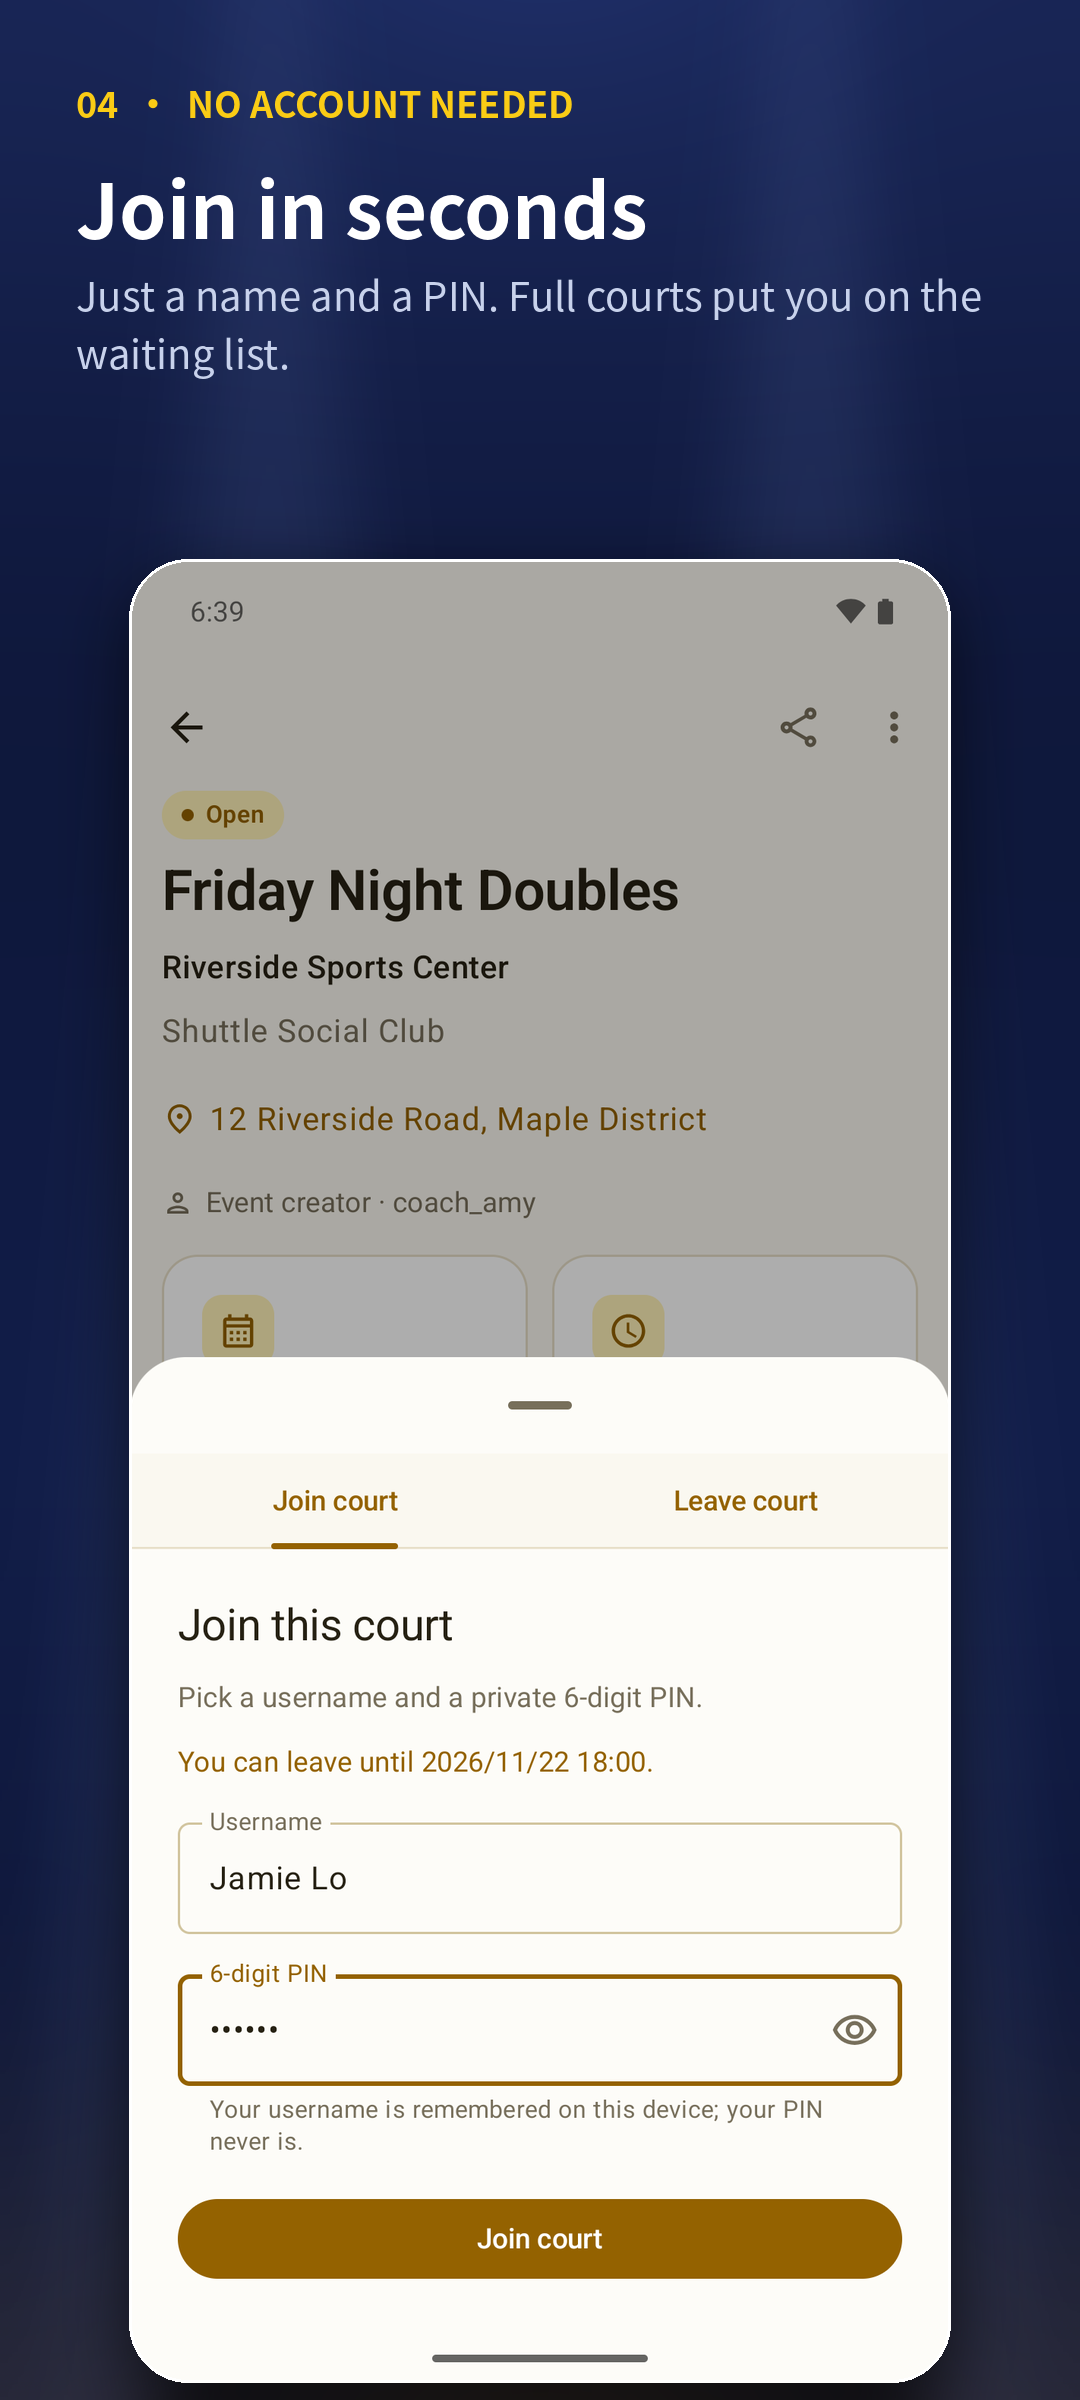 04 • NO ACCOUNT NEEDED
Join in seconds
Just a name and a PIN. Full courts put you on the
waiting list.
6:39
Open
Friday Night Doubles
Riverside Sports Center
Shuttle Social Club
12 Riverside Road, Maple District
Event creator · coach_amy
Join court
Leave court
Join this court
Pick a username and a private 6-digit PIN.
You can leave until 2026/11/22 18:00.
Username
Jamie Lo
6-digit PIN
••••••
Your username is remembered on this device; your PIN
never is.
Join court